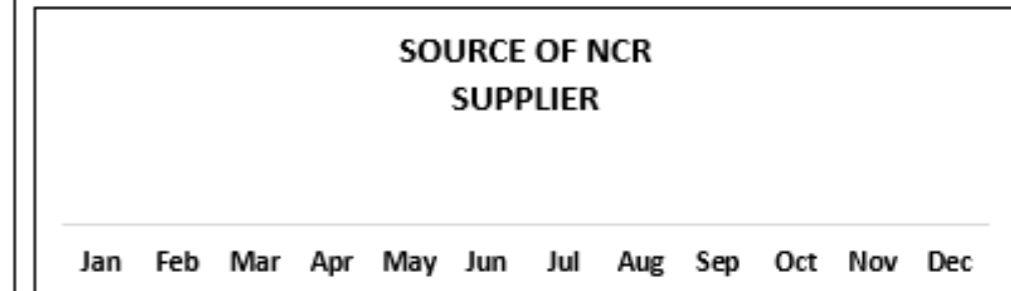 SOURCE OF NCR
SUPPLIER
Jan Feb Mar Apr May Jun Jul Aug Sep Oct Nov Dec